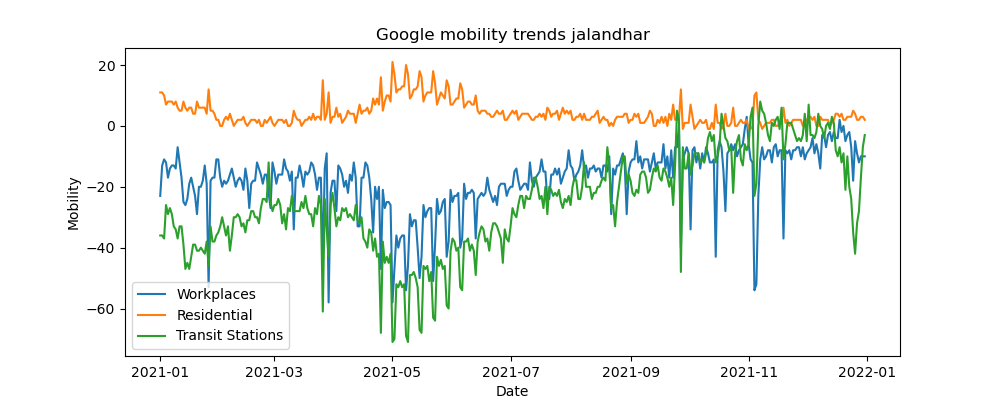 Google mobility trends jalandhar
20
0
−20
−40
−60
Mobility
Workplaces
Residential
Transit Stations
2021-01 2021-03 2021-05 2021-07 2021-09 2021-11 2022-01
Date